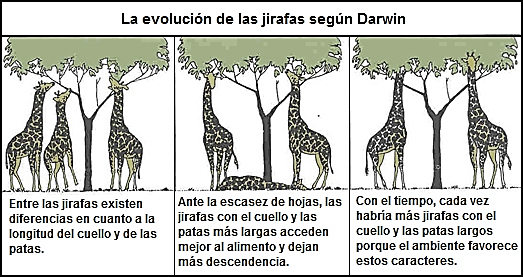 La evolución de las jirafas según Darwin
Entre las jirafas existen
diferencias en cuanto a la
longitud del cuello y de las
patas.
Ante la escasez de hojas, las
jirafas con el cuello y las
patas más largas acceden
mejor al alimento y dejan
más descendencia.
Con el tiempo, cada vez
habría más jirafas con el
cuello y las patas largos
porque el ambiente favorece
estos caracteres.